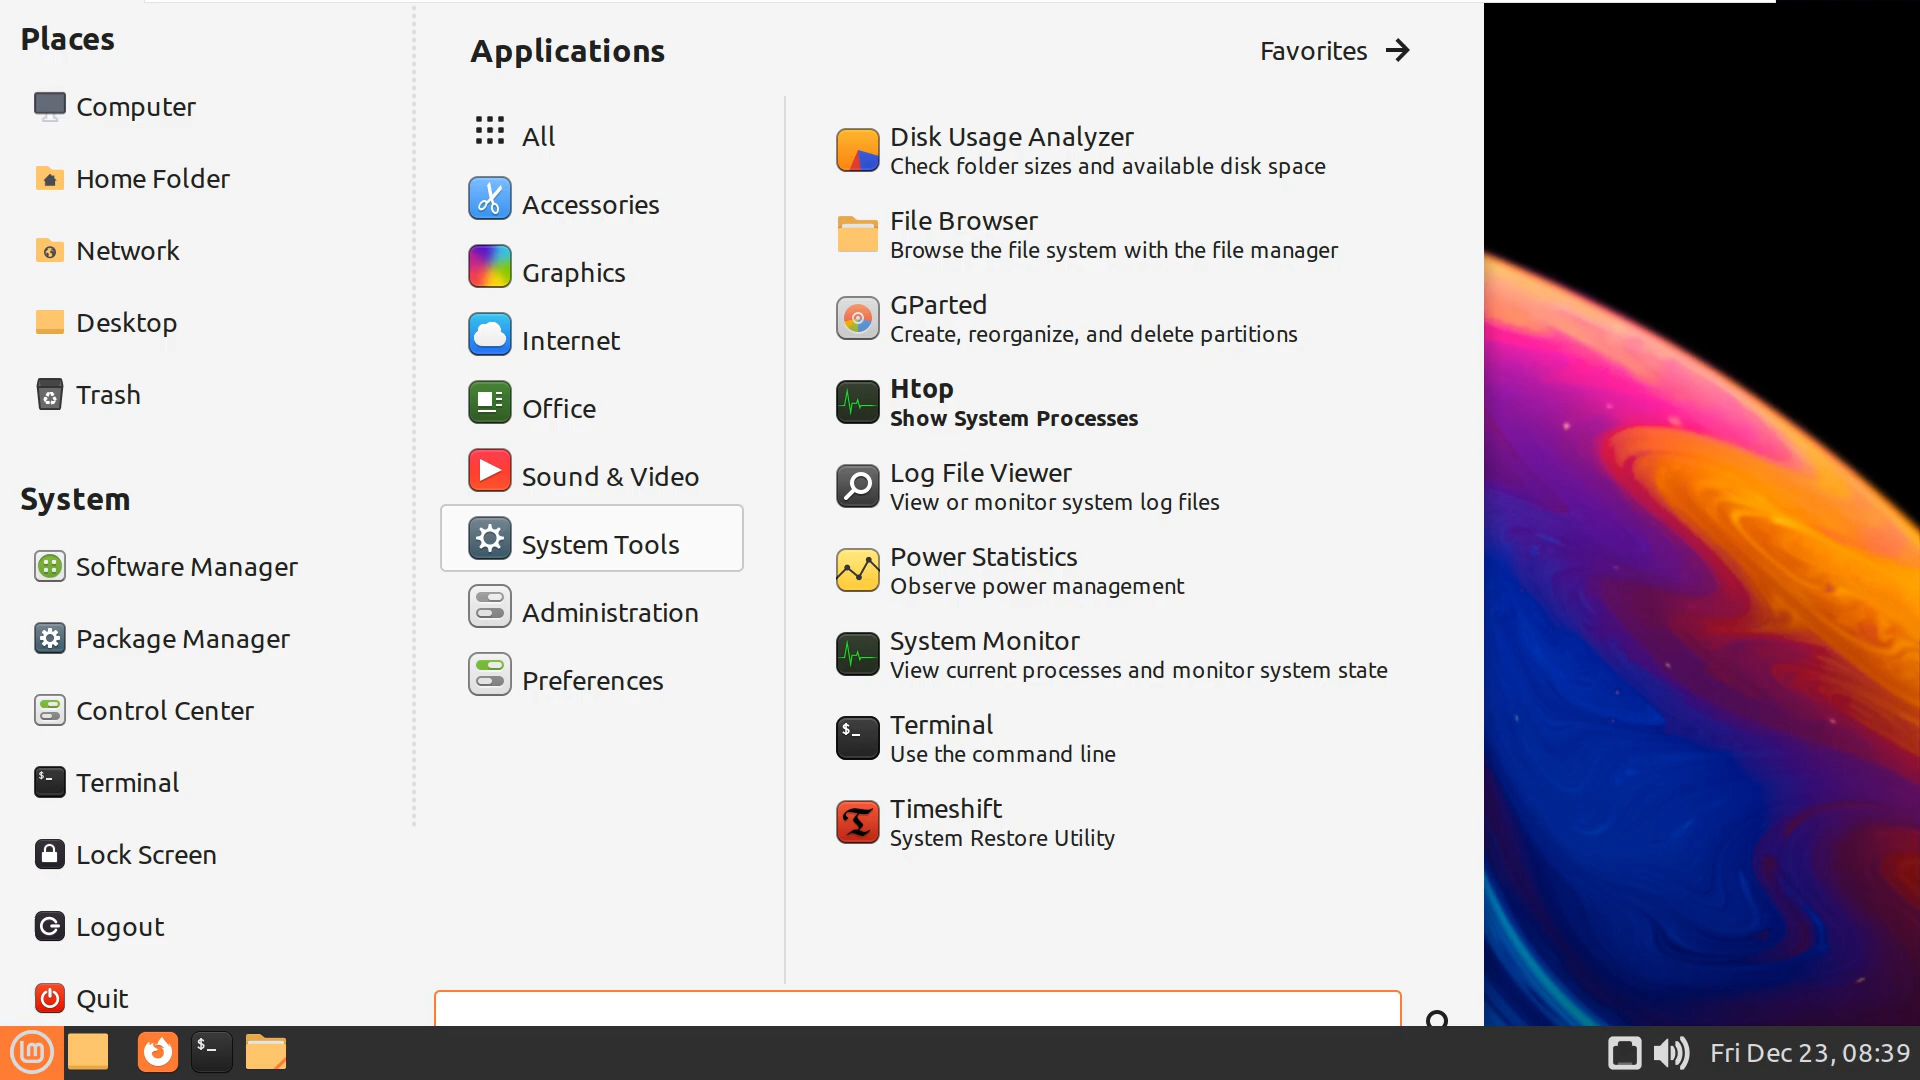 Places
Computer
Home Folder
Network
Desktop
Trash
System
Software Manager
Package Manager
Control Center
Terminal
Lock Screen
Logout
Quit
Applications
Favorites
All
Accessories
Graphics
Internet
Office
Sound & Video
System Tools
Administration
Preferences
Disk Usage Analyzer
Check folder sizes and available disk space
File Browser
Browse the file system with the file manager
GParted
Create, reorganize, and delete partitions
Htop
Show System Processes
Log File Viewer
View or monitor system log files
Power Statistics
Observe power management
System Monitor
View current processes and monitor system state
Terminal
Use the command line
Timeshift
System Restore Utility
Fri Dec 23, 08:39